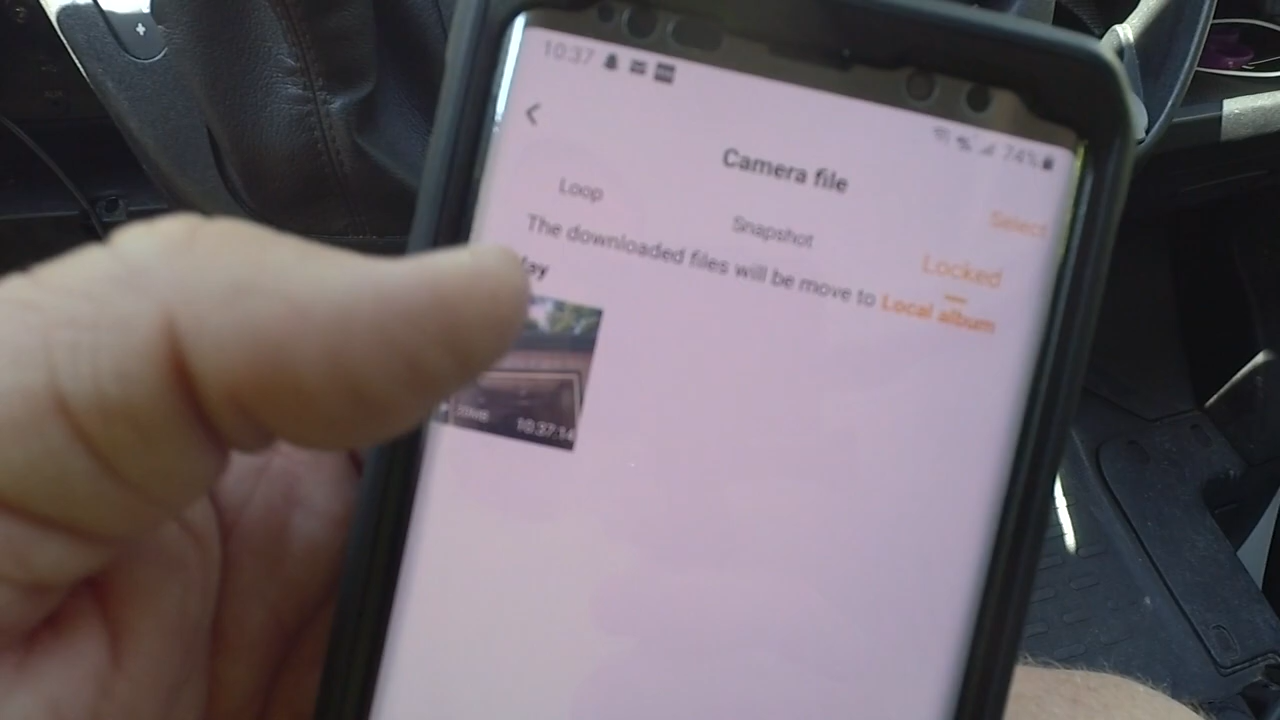 10:37
74%
Camera file
Select
Loop
Snapshot
Locked
The downloaded files will be move to Local album
10:37:14